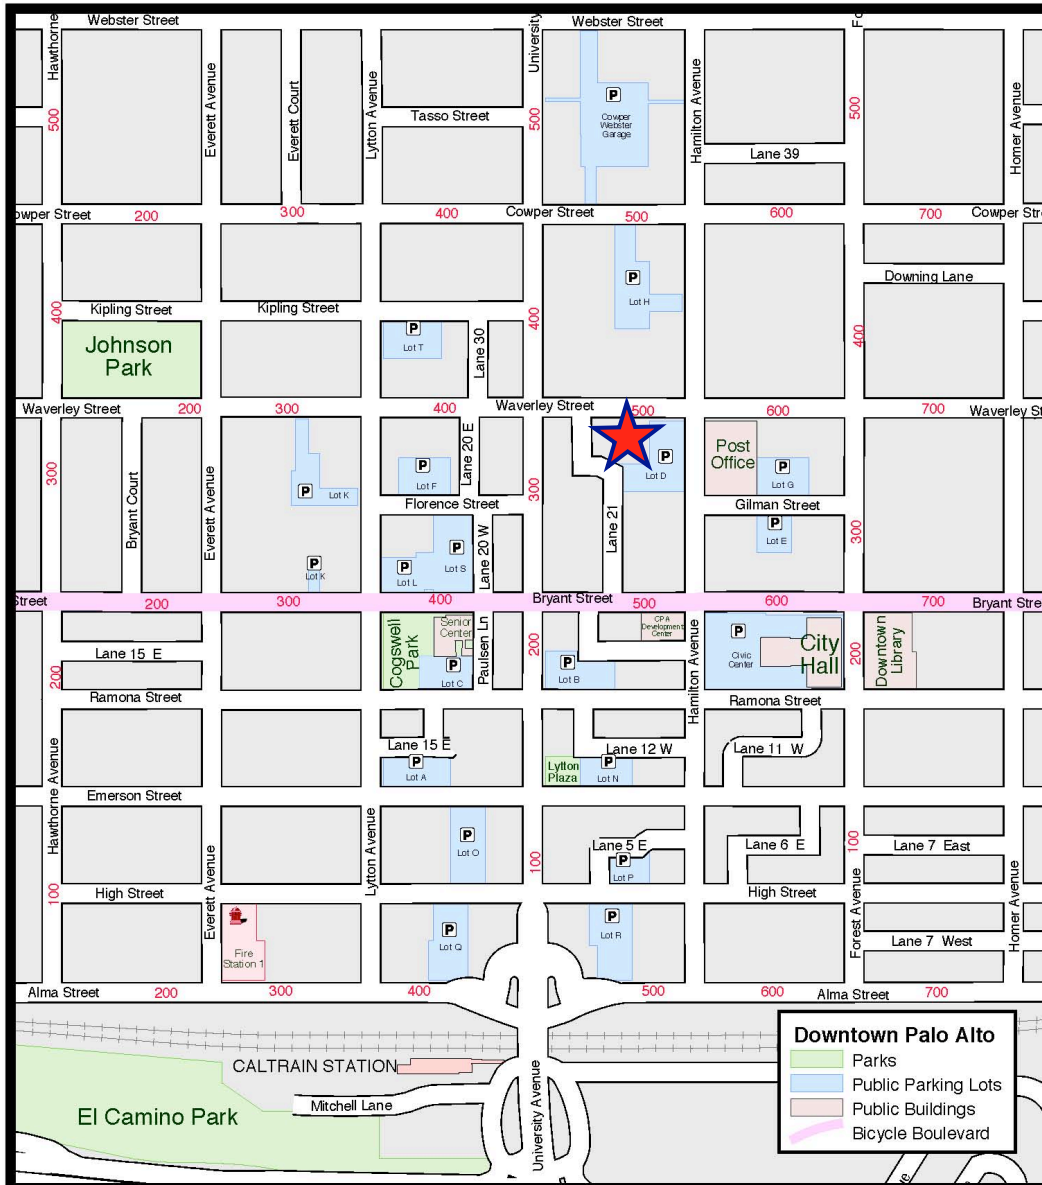 Webster Street
Webster Street
Hawthorne
Everett Avenue
Everett Court
Lytton Avenue
University
Hamilton Avenue
Fo
Homer Avenue
500
500
500
P
Cowper
Webster
Garage
Tasso Street
Lane 39
owper Street
200
300
400
Cowper Street
500
600
700
Cowper Str
P
Lot H
Downing Lane
Kipling Street
Kipling Street
400
400
400
Johnson
Park
P
Lot T
Lane 30
Waverley Street
200
300
400
Waverley Street
500
600
700
Waverley St
300
Bryant Court
Everett Avenue
P
Lot K
P
Lot K
P
Lot F
Lane 20 E
Florence Street
300
Lane 21
P
Lot D
Post
Office
P
Lot G
Gilman Street
P
Lot E
300
P
Lot S
P
Lot L
Lane 20 W
Street
200
300
400
Bryant Street
500
600
700
Bryant Stre
Lane 15 E
200
Cogswell
Park
Senior
Center
P
Lot C
Paulsen Ln
200
P
Lot B
CPA
Development
Center
Hamilton Avenue
P
Civic
Center
City
Hall
200
Downtown
Library
Ramona Street
Ramona Street
Lane 15 E
P
Lot A
Lane 12 W
Lytton
Plaza
P
Lot N
Lane 11 W
Emerson Street
Hawthorne Avenue
Lytton Avenue
P
Lot O
100
Lane 5 E
P
Lot P
Lane 6 E
100
Lane 7 East
High Street
High Street
100
Everett Avenue
Fire
Station 1
P
Lot Q
P
Lot R
Forest Avenue
Lane 7 West
Homer Avenue
Alma Street
200
300
400
500
600
Alma Street
700
CALTRAIN STATION
Mitchell Lane
El Camino Park
University Avenue
Downtown Palo Alto
Parks
Public Parking Lots
Public Buildings
Bicycle Boulevard